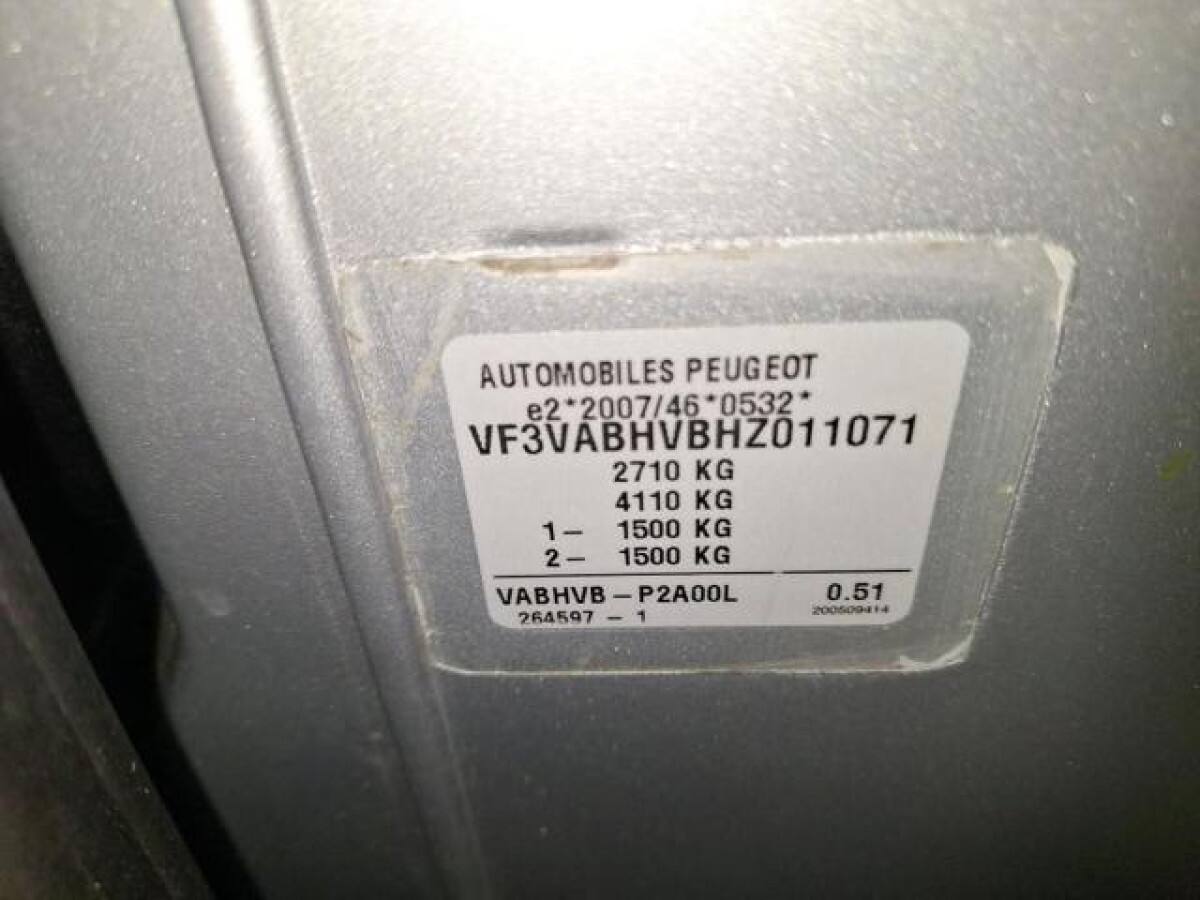 AUTOMOBILES PEUGEOT
e2*2007/46*0532*
VF3VABHVBHZ011071
2710 KG
4110 KG
1- 1500 KG
2- 1500 KG
VABHVB-P2A00L 0.51
264597 - 1 200509414